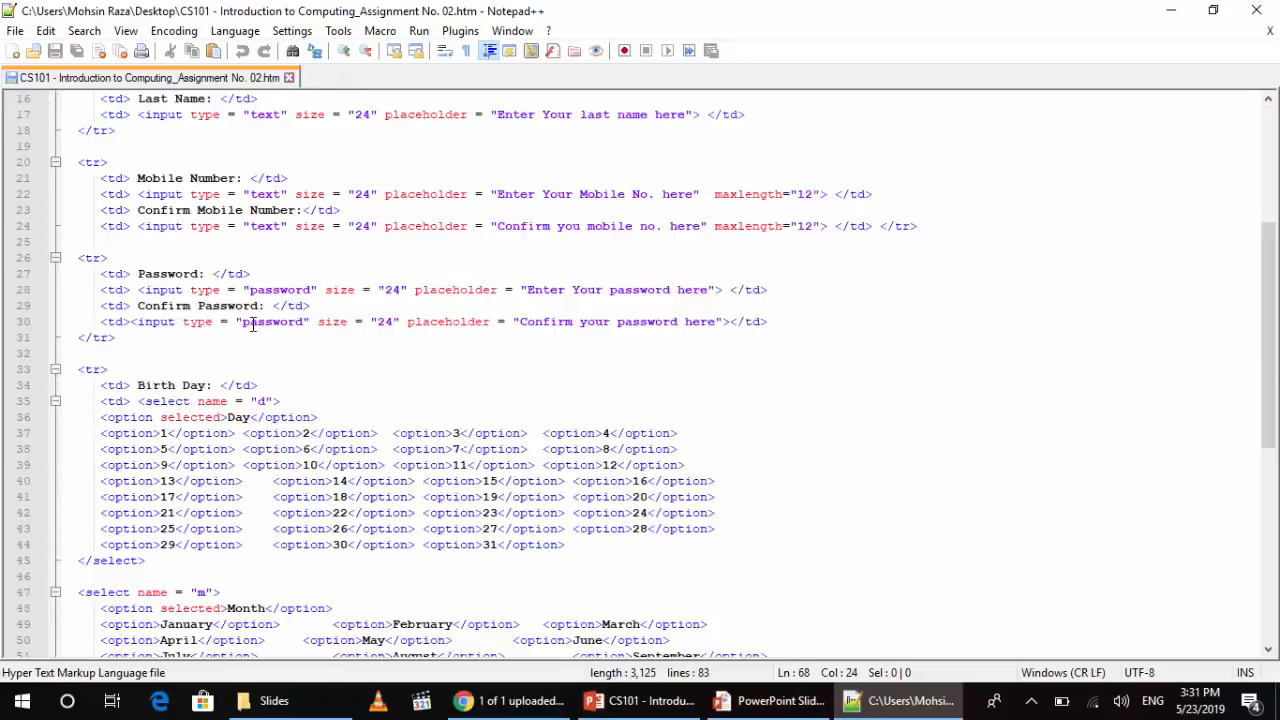 C:\Users\Mohsin Raza\Desktop\CS101 - Introduction to Computing_Assignment No. 02.htm - Notepad++
File Edit Search View Encoding Language Settings Tools Macro Run Plugins Window ? X
CS101 - Introduction to Computing_Assignment No. 02.htm
16 <td> Last Name: </td>
17 <td> <input type = "text" size = "24" placeholder = "Enter Your last name here"> </td>
18 </tr>
19
20 <tr>
21 <td> Mobile Number: </td>
22 <td> <input type = "text" size = "24" placeholder = "Enter Your Mobile No. here" maxlength="12"> </td>
23 <td> Confirm Mobile Number:</td>
24 <td> <input type = "text" size = "24" placeholder = "Confirm you mobile no. here" maxlength="12"> </td> </tr>
25
26 <tr>
27 <td> Password: </td>
28 <td> <input type = "password" size = "24" placeholder = "Enter Your password here"> </td>
29 <td> Confirm Password: </td>
30 <td><input type = "password" size = "24" placeholder = "Confirm your password here"></td>
31 </tr>
32
33 <tr>
34 <td> Birth Day: </td>
35 <td> <select name = "d">
36 <option selected>Day</option>
37 <option>1</option> <option>2</option> <option>3</option> <option>4</option>
38 <option>5</option> <option>6</option> <option>7</option> <option>8</option>
39 <option>9</option> <option>10</option> <option>11</option> <option>12</option>
40 <option>13</option> <option>14</option> <option>15</option> <option>16</option>
41 <option>17</option> <option>18</option> <option>19</option> <option>20</option>
42 <option>21</option> <option>22</option> <option>23</option> <option>24</option>
43 <option>25</option> <option>26</option> <option>27</option> <option>28</option>
44 <option>29</option> <option>30</option> <option>31</option>
45 </select>
46
47 <select name = "m">
48 <option selected>Month</option>
49 <option>January</option> <option>February</option> <option>March</option>
50 <option>April</option> <option>May</option> <option>June</option>
51 <option>July</option> <option>August</option> <option>September</option>
Hyper Text Markup Language file length : 3,125 lines : 83 Ln : 68 Col : 24 Sel : 0 | 0 Windows (CR LF) UTF-8 INS
Slides 321 1 of 1 uploaded... CS101 - Introdu... PowerPoint Slid... C:\Users\Mohsi... ENG 3:31 PM
5/23/2019 4